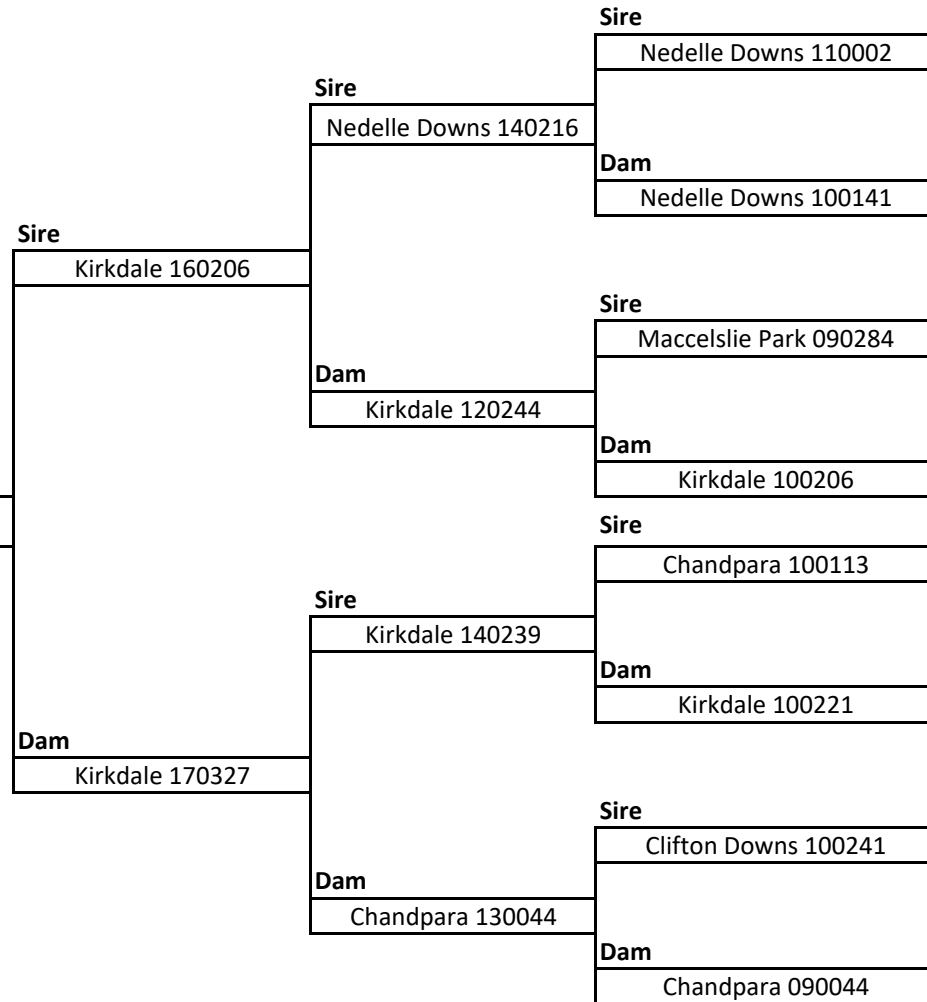 Sire
Nedelle Downs 110002
Sire
Nedelle Downs 140216
Dam
Nedelle Downs 100141
Sire
Kirkdale 160206
Sire
Maccelslie Park 090284
Dam
Kirkdale 120244
Dam
Kirkdale 100206
Sire
Chandpara 100113
Sire
Kirkdale 140239
Dam
Kirkdale 100221
Dam
Kirkdale 170327
Sire
Clifton Downs 100241
Dam
Chandpara 130044
Dam
Chandpara 090044